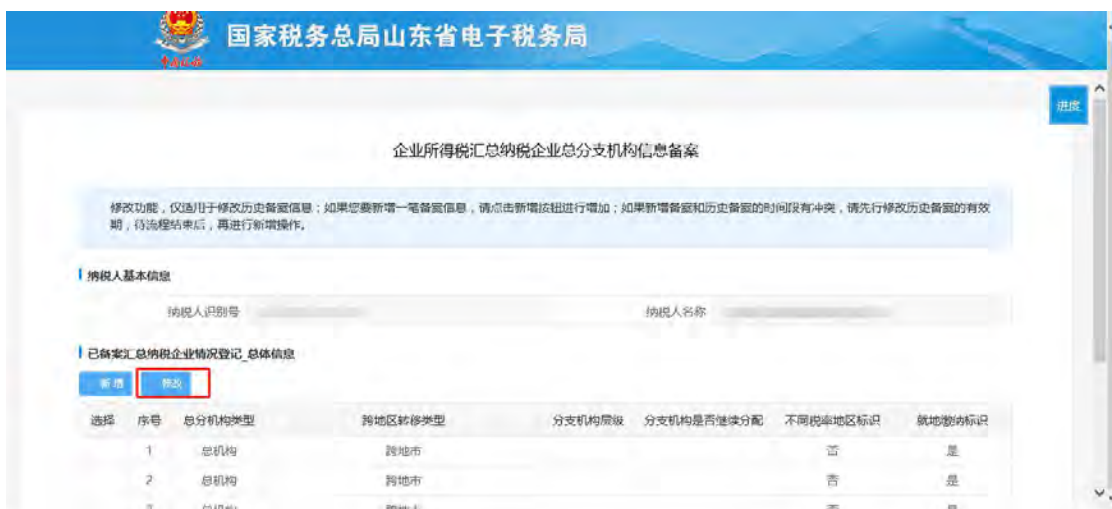 国家税务总局山东省电子税务局
进度
企业所得税汇总纳税企业总分支机构信息备案
修改功能，仅适用于修改历史备案信息；如果您要新增一笔备案信息，请点击新增按钮进行增加；如果新增备案和历史备案的时间段有冲突，请先行修改历史备案的有效
期，待流程结束后，再进行新增操作。
纳税人基本信息
纳税人识别号 纳税人名称
已备案汇总纳税企业情况登记_总体信息
新增 修改
选择 序号 总分机构类型 跨地区转移类型 分支机构层级 分支机构是否继续分配 不同税率地区标识 就地缴纳标识
1 总机构 跨地市 否 是
2 总机构 跨地市 否 是